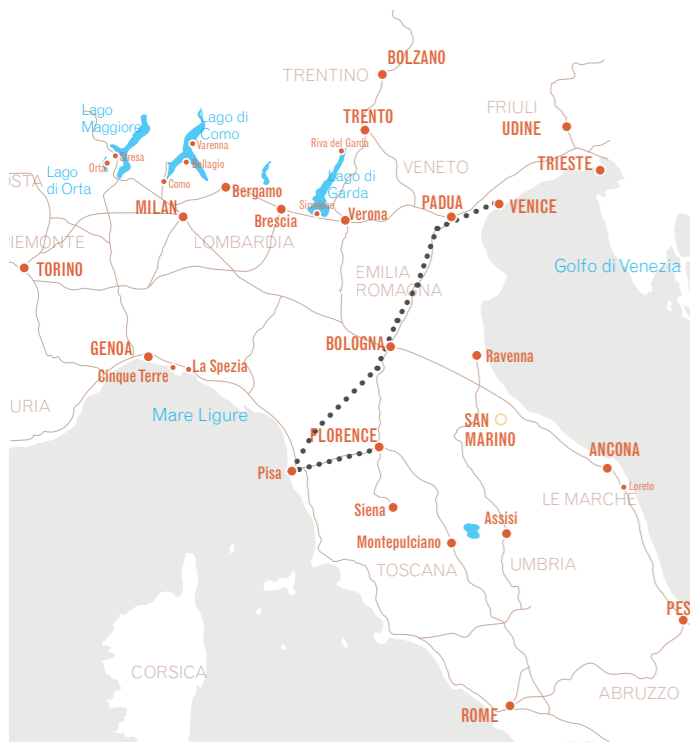 BOLZANO
TRENTINO
Lago
Maggiore
Lago di
Como
FRIULI
TRENTO
UDINE
Varenna
Riva del Garda
Stresa
Orta
Bellagio
VENETO
TRIESTE
Lago
di Orta
Lago di
Garda
OSTA
Como
Bergamo
MILAN
Sirmione
PADUA
VENICE
Brescia
Verona
PIEMONTE
LOMBARDIA
TORINO
EMILIA
ROMAGNA
Golfo di Venezia
GENOA
BOLOGNA
Ravenna
La Spezia
Cinque Terre
URIA
Mare Ligure
SAN
MARINO
FLORENCE
ANCONA
Pisa
Loreto
LE MARCHE
Siena
Assisi
Montepulciano
TOSCANA
UMBRIA
PES
CORSICA
ABRUZZO
ROME